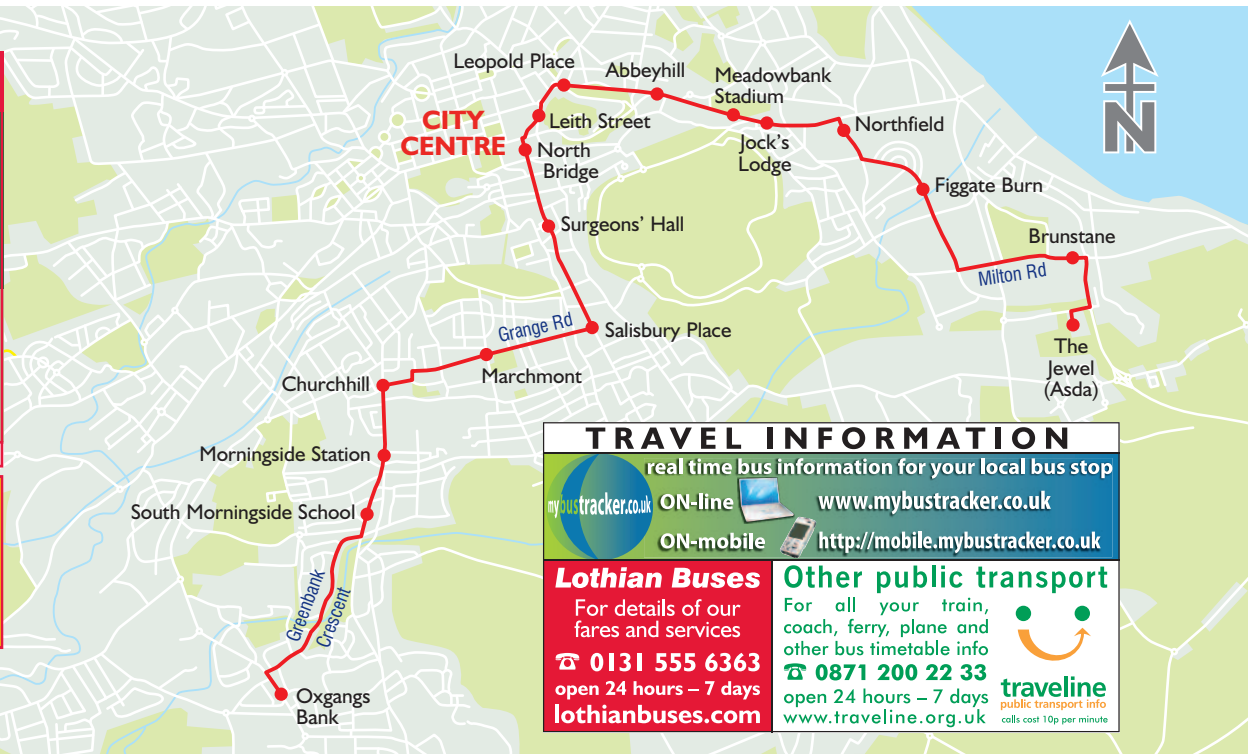 Leopold Place
Abbeyhill
Meadowbank
Stadium
CITY
CENTRE
Leith Street
Northfield
North
Bridge
Jock's
Lodge
Figgate Burn
Surgeons' Hall
Brunstane
Milton Rd
Grange Rd
Salisbury Place
The
Jewel
(Asda)
Marchmont
Churchhill
Morningside Station
South Morningside School
Greenbank
Crescent
Oxgangs
Bank
N
TRAVEL INFORMATION
real time bus information for your local bus stop
mybustracker.co.uk
ON-line
www.mybustracker.co.uk
ON-mobile
http://mobile.mybustracker.co.uk
Lothian Buses
For details of our
fares and services
☎ 0131 555 6363
open 24 hours – 7 days
lothianbuses.com
Other public transport
For all your train,
coach, ferry, plane and
other bus timetable info
☎ 0871 200 22 33
open 24 hours – 7 days
www.traveline.org.uk
traveline
public transport info
calls cost 10p per minute